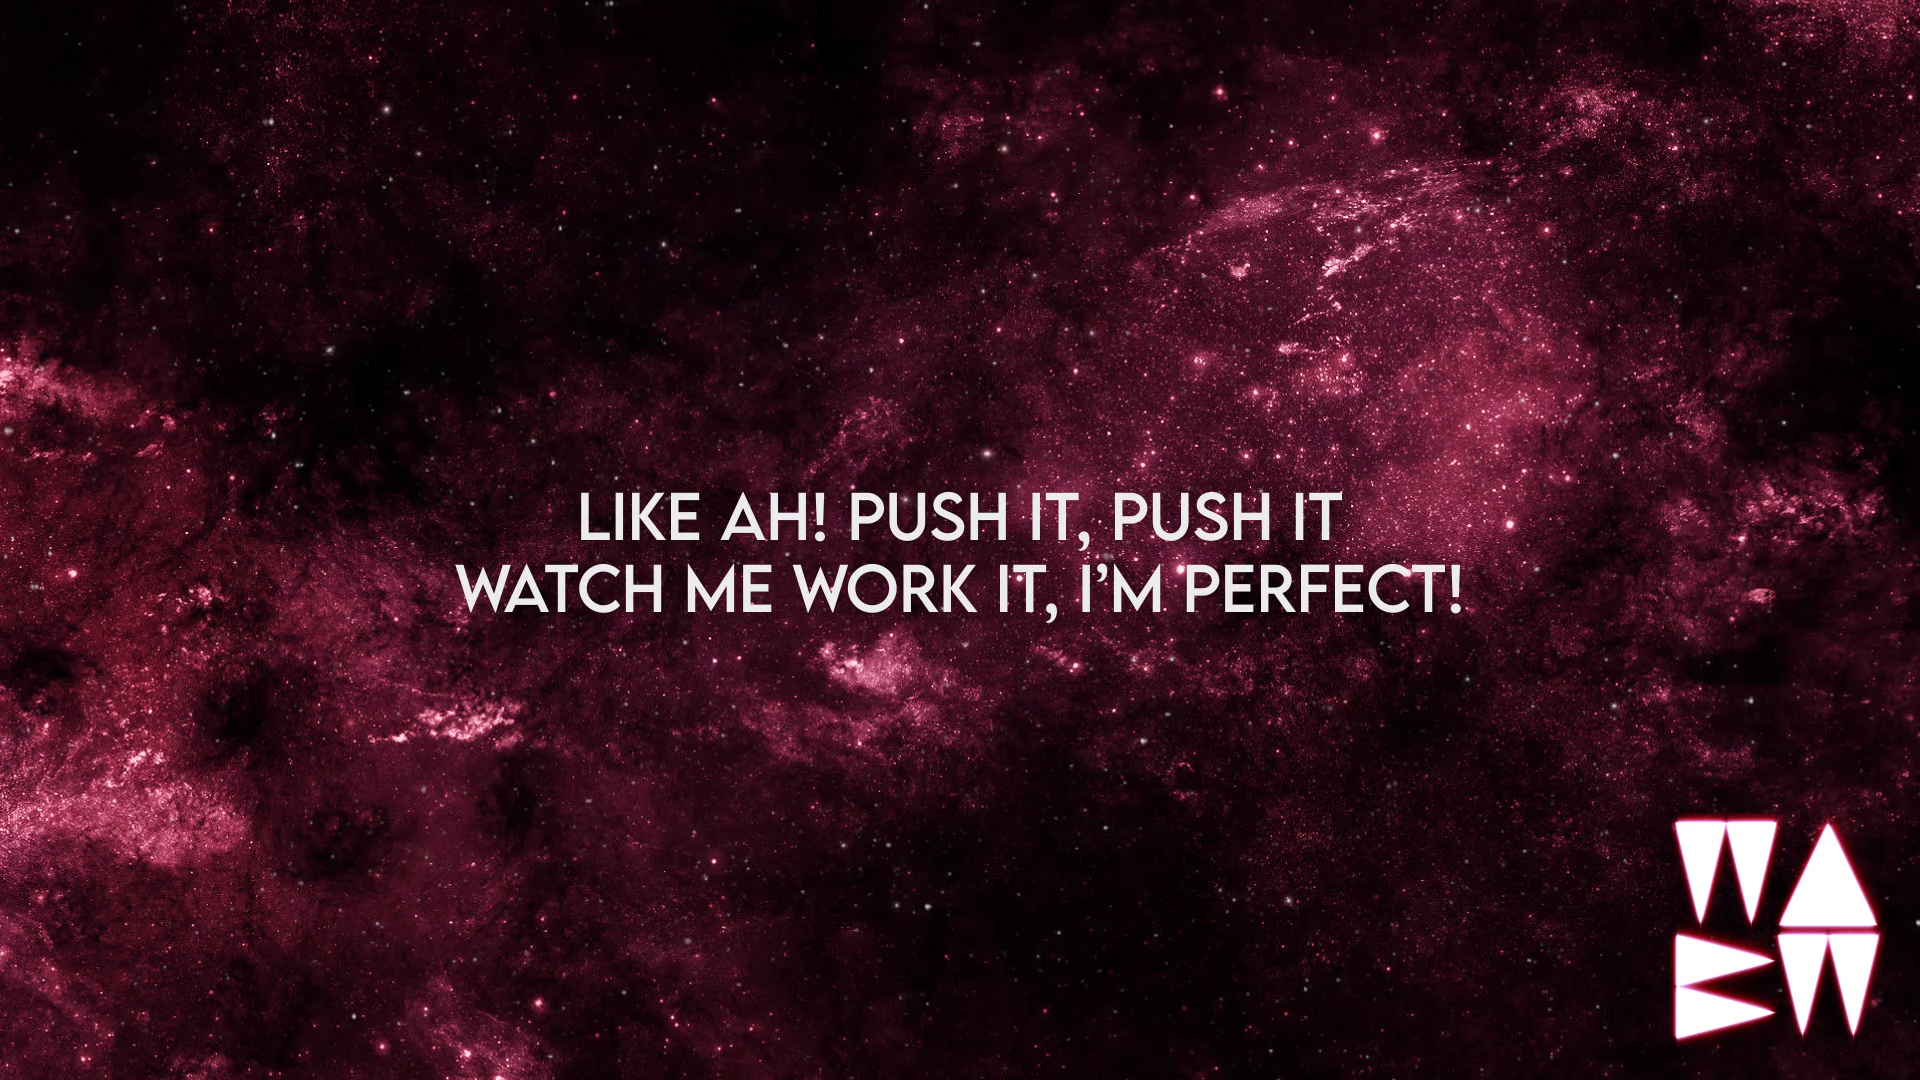 LIKE AH! PUSH IT, PUSH IT
WATCH ME WORK IT, I'M PERFECT!